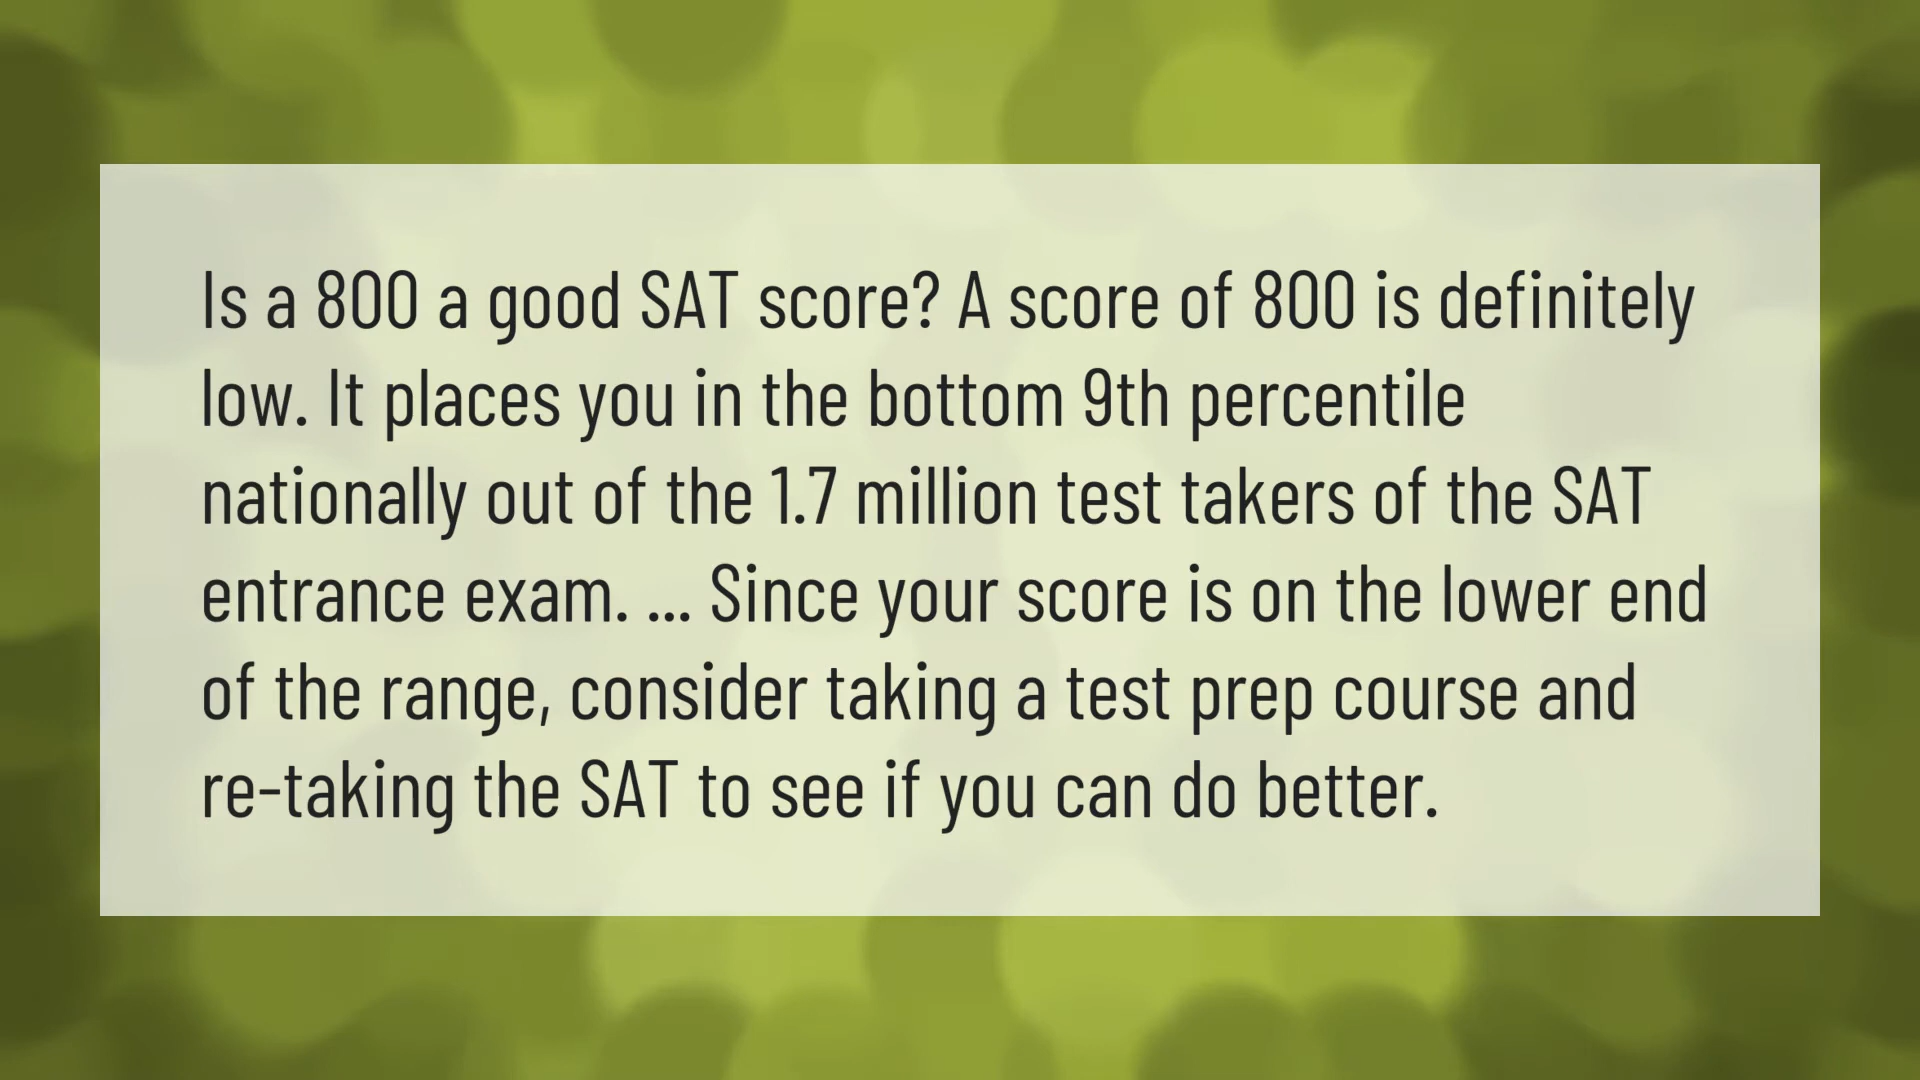 Is a 800 a good SAT score? A score of 800 is definitely
low. It places you in the bottom 9th percentile
nationally out of the 1.7 million test takers of the SAT
entrance exam. ... Since your score is on the lower end
of the range, consider taking a test prep course and
re-taking the SAT to see if you can do better.